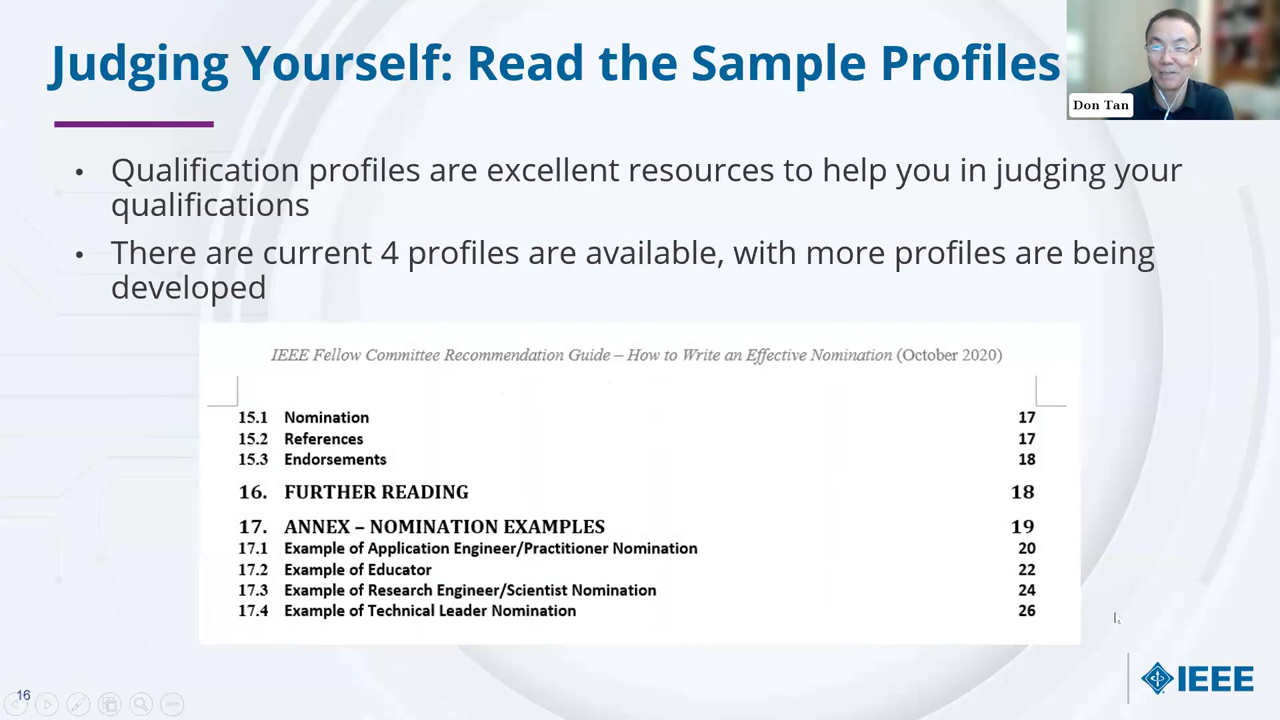 Judging Yourself: Read the Sample Profiles
Don Tan
• Qualification profiles are excellent resources to help you in judging your
qualifications
• There are current 4 profiles are available, with more profiles are being
developed
IEEE Fellow Committee Recommendation Guide – How to Write an Effective Nomination (October 2020)
15.1 Nomination 17
15.2 References 17
15.3 Endorsements 18
16. FURTHER READING 18
17. ANNEX – NOMINATION EXAMPLES 19
17.1 Example of Application Engineer/Practitioner Nomination 20
17.2 Example of Educator 22
17.3 Example of Research Engineer/Scientist Nomination 24
17.4 Example of Technical Leader Nomination 26
16
IEEE